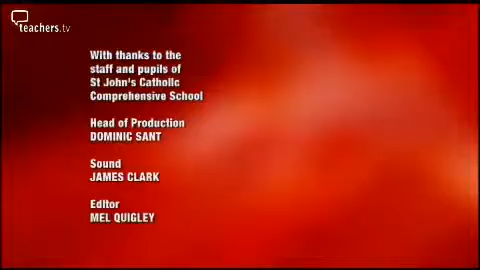 teachers.tv
With thanks to the
staff and pupils of
St John's Catholic
Comprehensive School
Head of Production
DOMINIC SANT
Sound
JAMES CLARK
Editor
MEL QUIGLEY